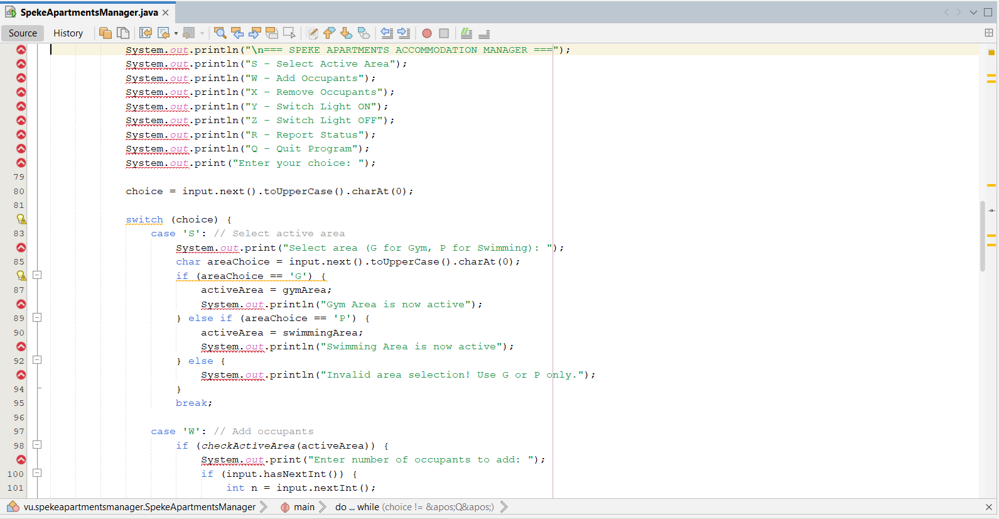 SpekeApartmentsManager.java
Source History
System.out.println("\n=== SPEKE APARTMENTS ACCOMMODATION MANAGER ===");
System.out.println("S - Select Active Area");
System.out.println("W - Add Occupants");
System.out.println("X - Remove Occupants");
System.out.println("Y - Switch Light ON");
System.out.println("Z - Switch Light OFF");
System.out.println("R - Report Status");
System.out.println("Q - Quit Program");
System.out.print("Enter your choice: ");
79
80 choice = input.next().toUpperCase().charAt(0);
81
switch (choice) {
83 case 'S': // Select active area
System.out.print("Select area (G for Gym, P for Swimming): ");
85 char areaChoice = input.next().toUpperCase().charAt(0);
if (areaChoice == 'G') {
87 activeArea = gymArea;
System.out.println("Gym Area is now active");
89 } else if (areaChoice == 'P') {
90 activeArea = swimmingArea;
System.out.println("Swimming Area is now active");
92 } else {
System.out.println("Invalid area selection! Use G or P only.");
94 }
95 break;
96
97 case 'W': // Add occupants
98 if (checkActiveArea(activeArea)) {
System.out.print("Enter number of occupants to add: ");
100 if (input.hasNextInt()) {
101 int n = input.nextInt();
vu.spekeapartmentsmanager.SpekeApartmentsManager main do ... while (choice != &apos;Q&apos;)